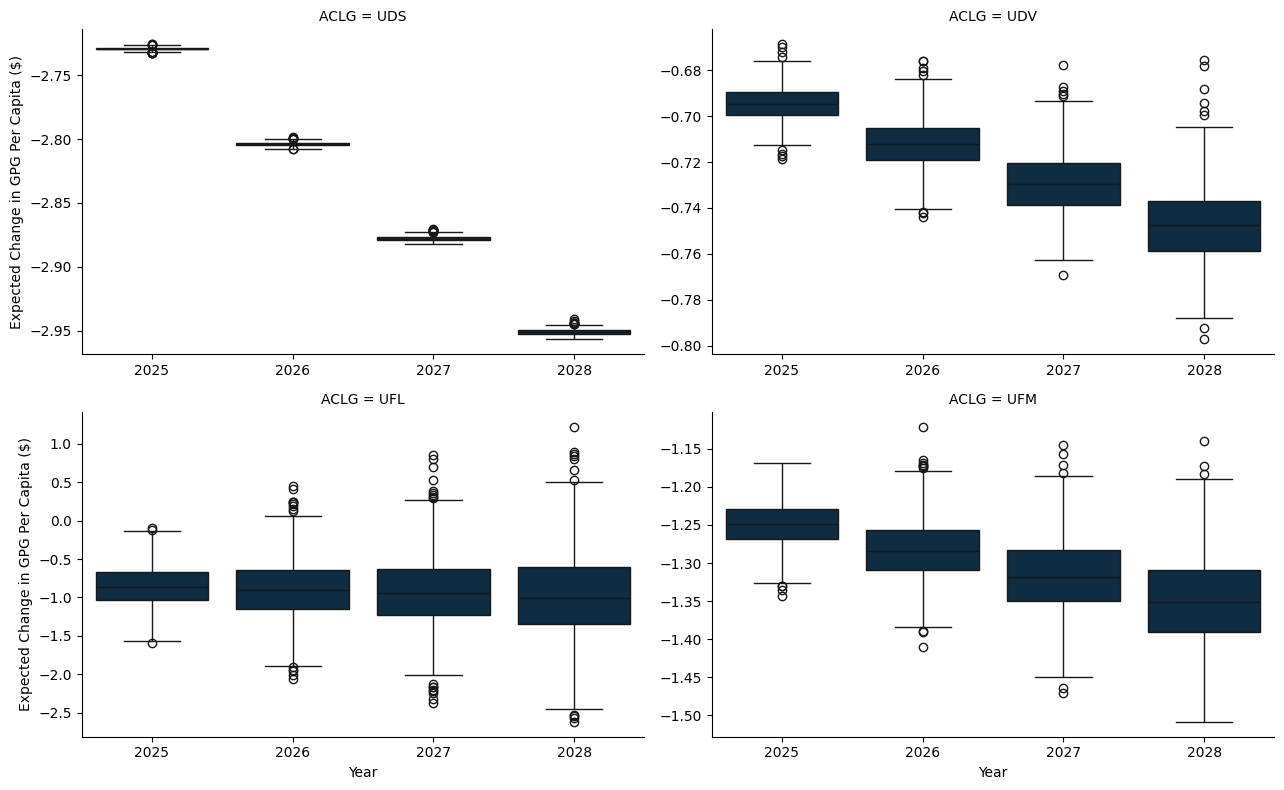 ACLG = UDS
Expected Change in GPG Per Capita ($)
−2.75
−2.80
−2.85
−2.90
−2.95
2025 2026 2027 2028
ACLG = UDV
−0.68
−0.70
−0.72
−0.74
−0.76
−0.78
−0.80
2025 2026 2027 2028
ACLG = UFL
Expected Change in GPG Per Capita ($)
1.0
0.5
0.0
−0.5
−1.0
−1.5
−2.0
−2.5
2025 2026 2027 2028
Year
ACLG = UFM
−1.15
−1.20
−1.25
−1.30
−1.35
−1.40
−1.45
−1.50
2025 2026 2027 2028
Year